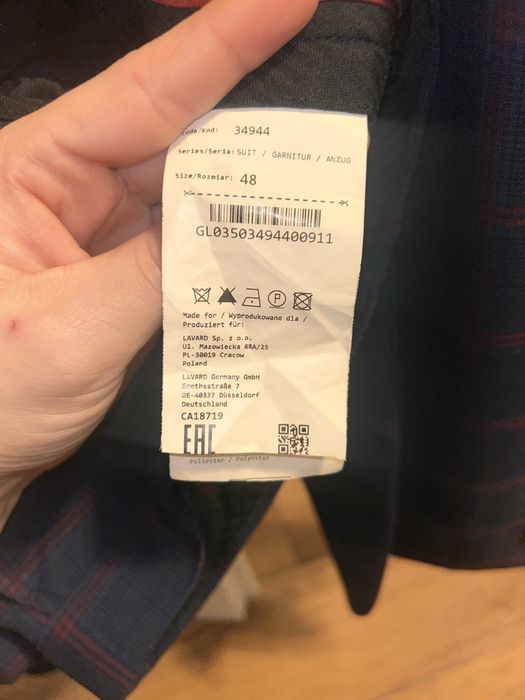 Code/Kod: 34944
Series/Seria: SUIT / GARNITUR / ANZUG
Size/Rozmiar: 48
GL03503494400911
P
Made for / Wyprodukowano dla /
Produziert für:
LAVARD Sp. z o.o.
Ul. Mazowiecka 68A/25
PL-30019 Cracow
Poland
LAVARD Germany GmbH
Goethestraße 7
DE-40337 Düsseldorf
Deutschland
CA18719
EAC
Poliester / Polyester